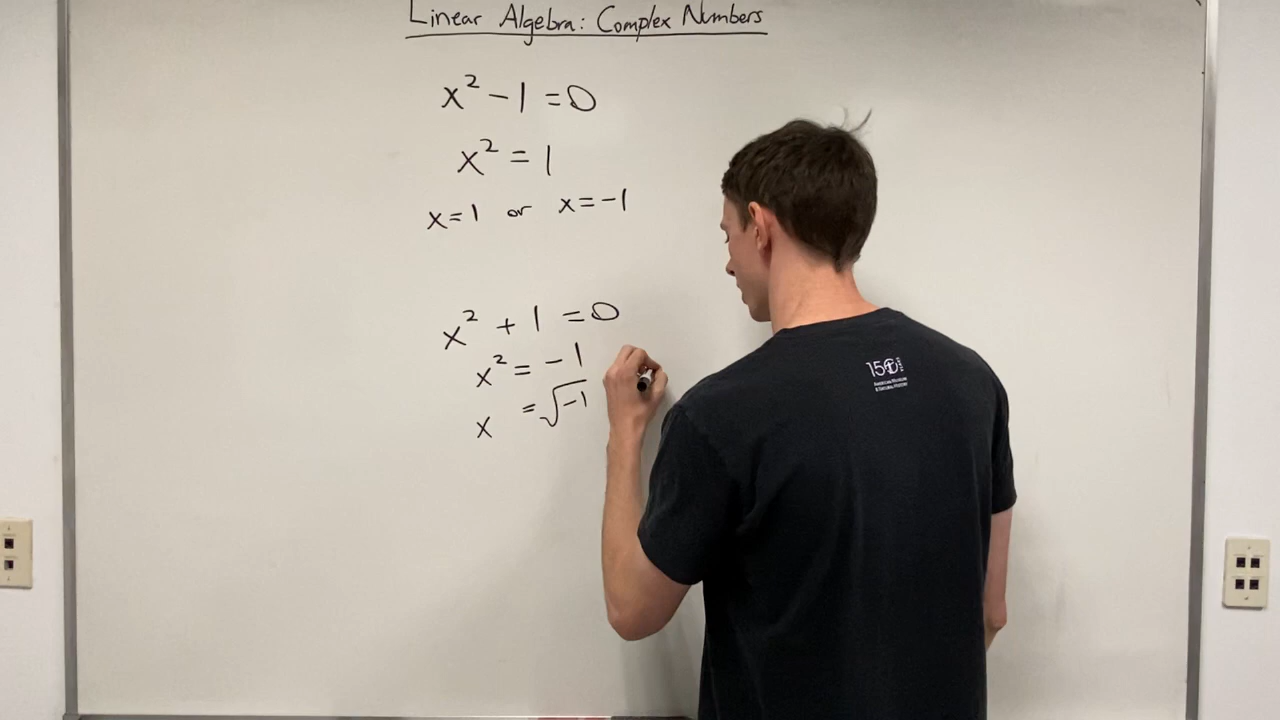 Linear Algebra: Complex Numbers
x² - 1 = 0
x² = 1
x = 1 or x = -1
x² + 1 = 0
x² = -1
x = √-1
150